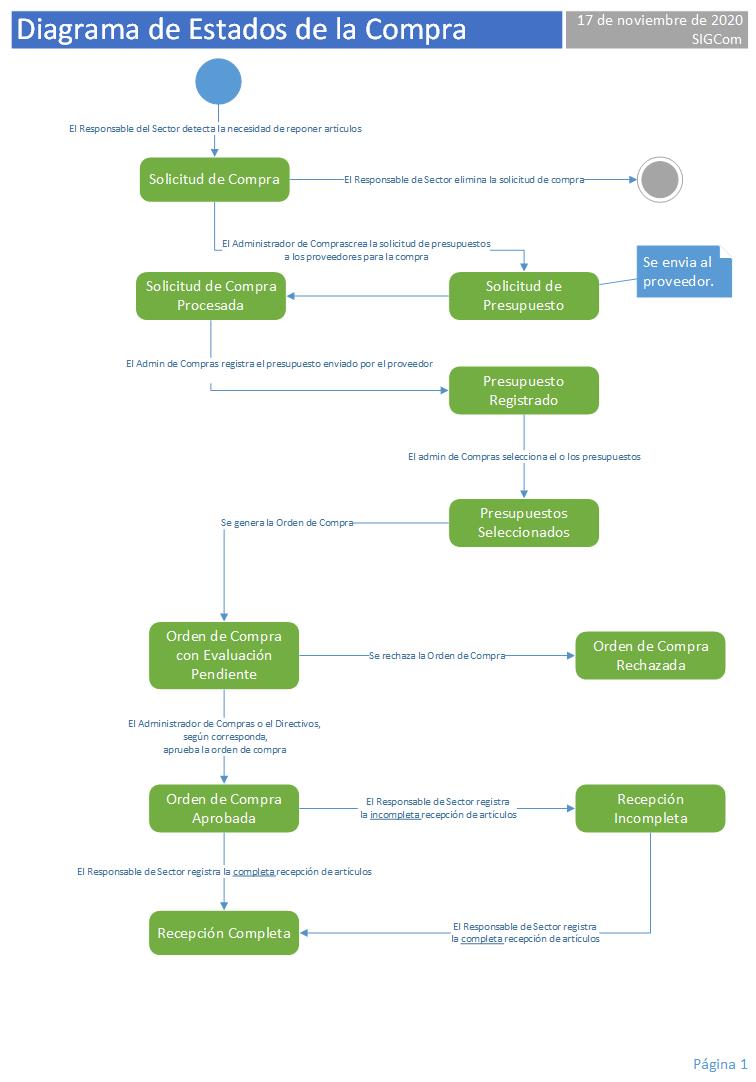 Diagrama de Estados de la Compra
17 de noviembre de 2020
SIGCom
El Responsable del Sector detecta la necesidad de reponer artículos
Solicitud de Compra
El Responsable de Sector elimina la solicitud de compra
El Administrador de Comprascrea la solicitud de presupuestos
a los proveedores para la compra
Se envia al
proveedor.
Solicitud de Compra
Procesada
Solicitud de
Presupuesto
El Admin de Compras registra el presupuesto enviado por el proveedor
Presupuesto
Registrado
El admin de Compras selecciona el o los presupuestos
Presupuestos
Seleccionados
Se genera la Orden de Compra
Orden de Compra
con Evaluación
Pendiente
Se rechaza la Orden de Compra
Orden de Compra
Rechazada
El Administrador de Compras o el Directivos,
según corresponda,
aprueba la orden de compra
Orden de Compra
Aprobada
El Responsable de Sector registra
la incompleta recepción de artículos
Recepción
Incompleta
El Responsable de Sector registra la completa recepción de artículos
Recepción Completa
El Responsable de Sector registra
la completa recepción de artículos
Página 1